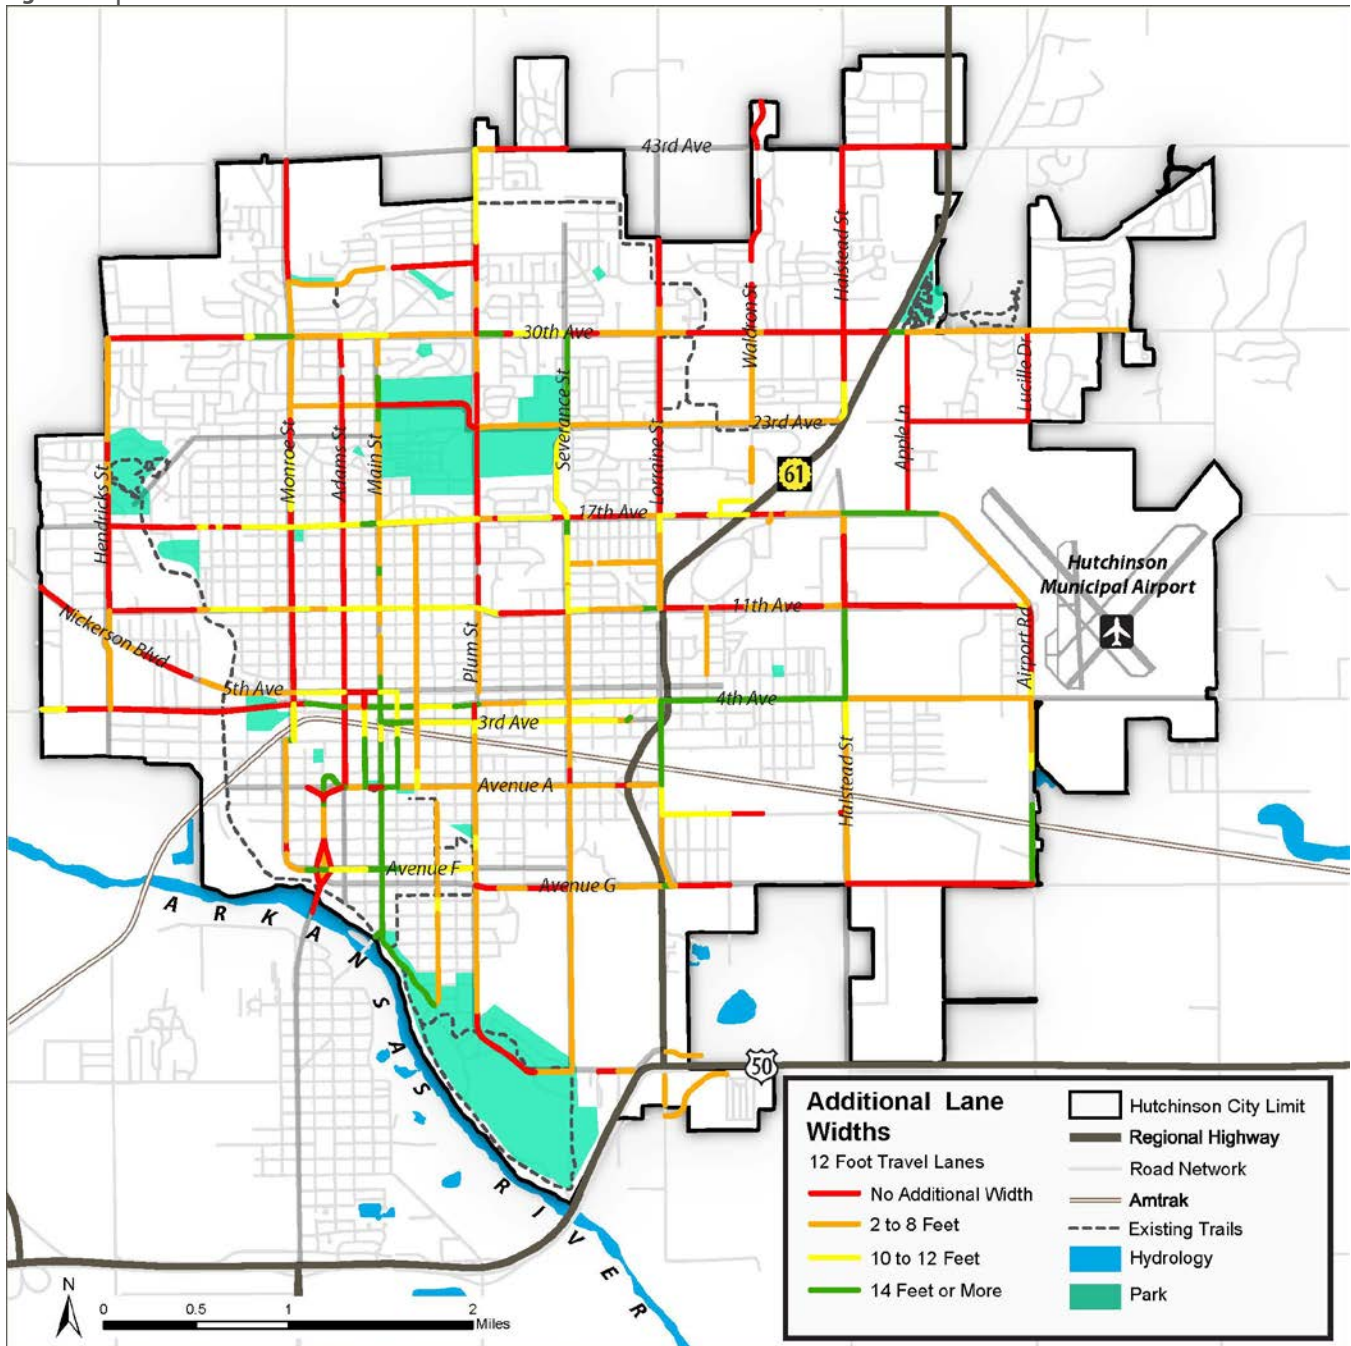 43rd Ave
Halstead St
Waldron St
30th Ave
Lucille Dr
Severance St
23rd Ave
Monroe St
Adams St
Main St
Lorraine St
Apple Ln
61
Hendricks St
17th Ave
Hutchinson
Municipal Airport
11th Ave
Nickerson Blvd
Plum St
Airport Rd
5th Ave
4th Ave
3rd Ave
Avenue A
Halstead St
Avenue F
Avenue G
ARKANSAS RIVER
50
Additional Lane
Widths
12 Foot Travel Lanes
No Additional Width
2 to 8 Feet
10 to 12 Feet
14 Feet or More
Hutchinson City Limit
Regional Highway
Road Network
Amtrak
Existing Trails
Hydrology
Park
N
0 0.5 1 2
Miles